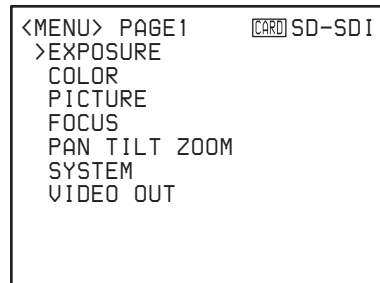 <MENU> PAGE1 CARD SD-SDI
>EXPOSURE
COLOR
PICTURE
FOCUS
PAN TILT ZOOM
SYSTEM
VIDEO OUT